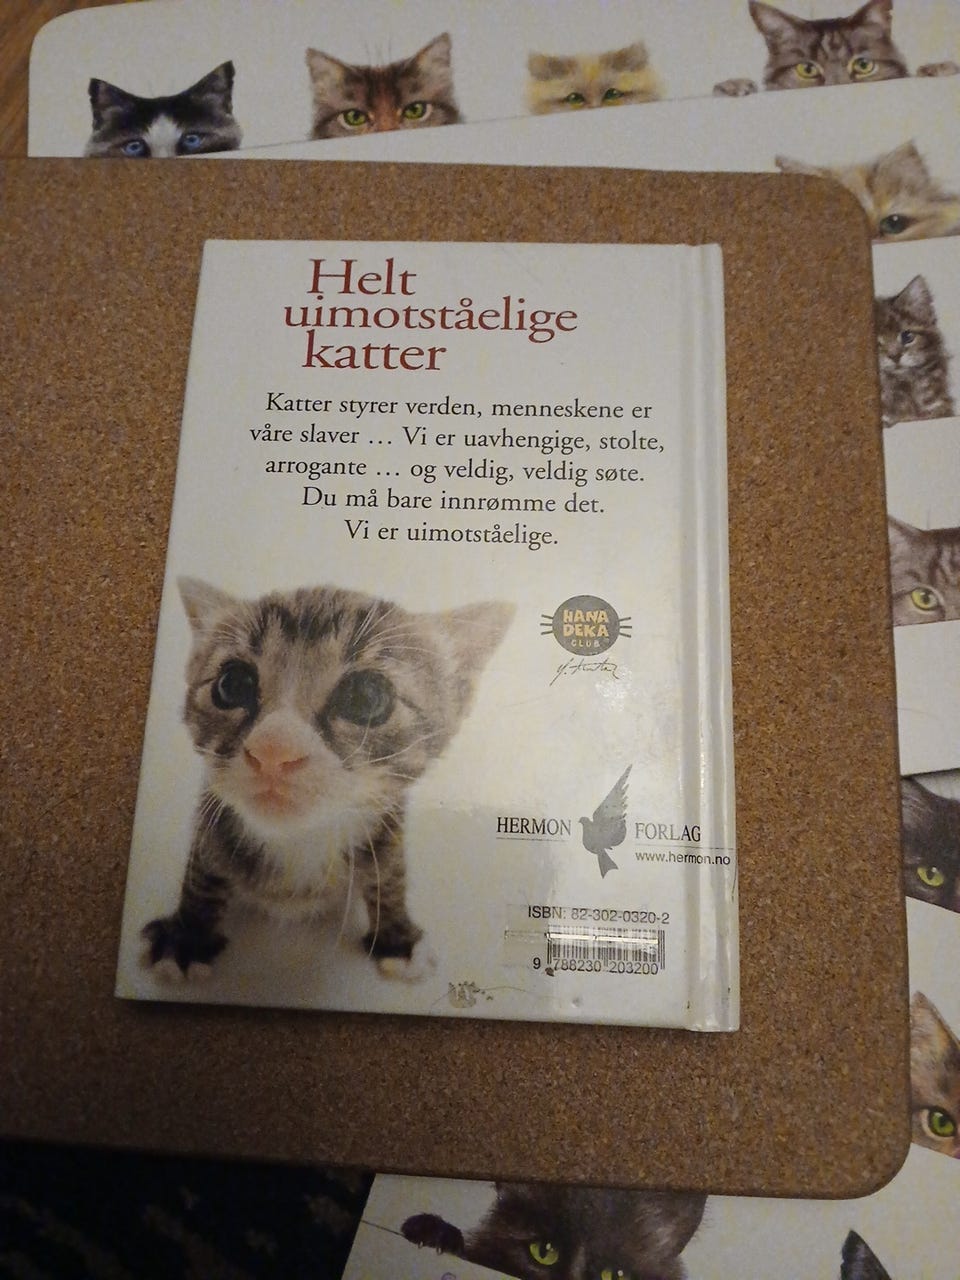 Helt
uimotståelige
katter
Katter styrer verden, menneskene er
våre slaver ... Vi er uavhengige, stolte,
arrogante ... og veldig, veldig søte.
Du må bare innrømme det.
Vi er uimotståelige.
HANA
DEKA
CLUB
HERMON FORLAG
www.hermon.no
ISBN: 82-302-0320-2
9 788230 203200